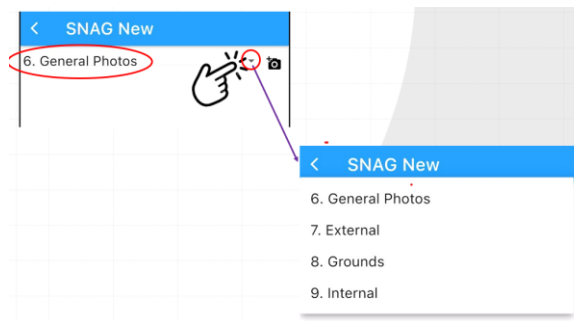 SNAG New
6. General Photos
SNAG New
6. General Photos
7. External
8. Grounds
9. Internal